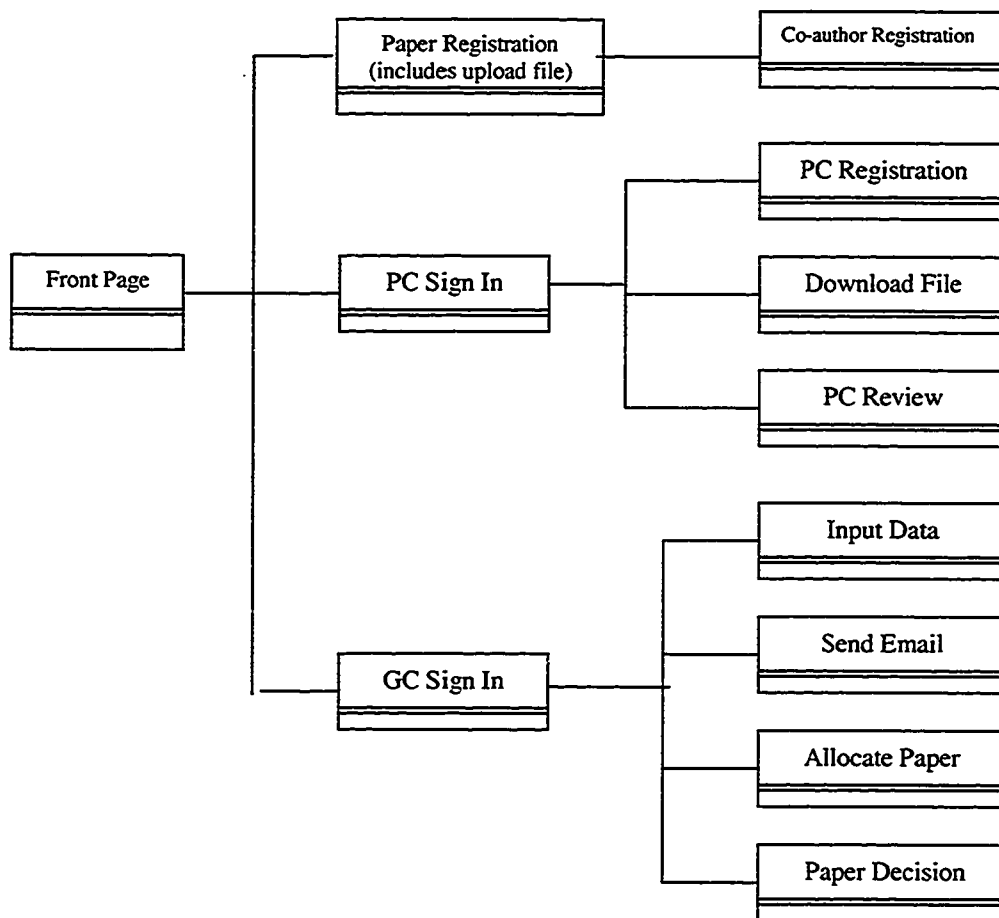 Paper Registration
(includes upload file)
Co-author Registration
PC Registration
Front Page
PC Sign In
Download File
PC Review
Input Data
Send Email
GC Sign In
Allocate Paper
Paper Decision